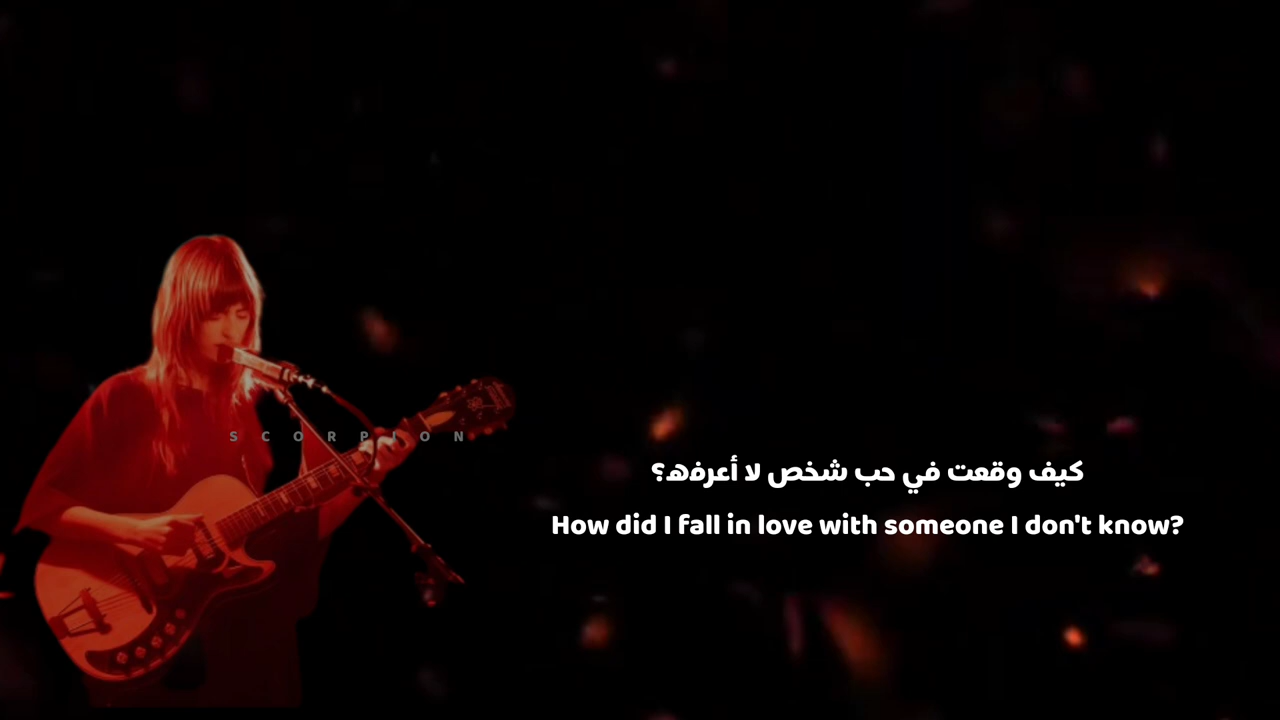 S C O R P I O N
كيف وقعت في حب شخص لا أعرفه؟
How did I fall in love with someone I don't know?